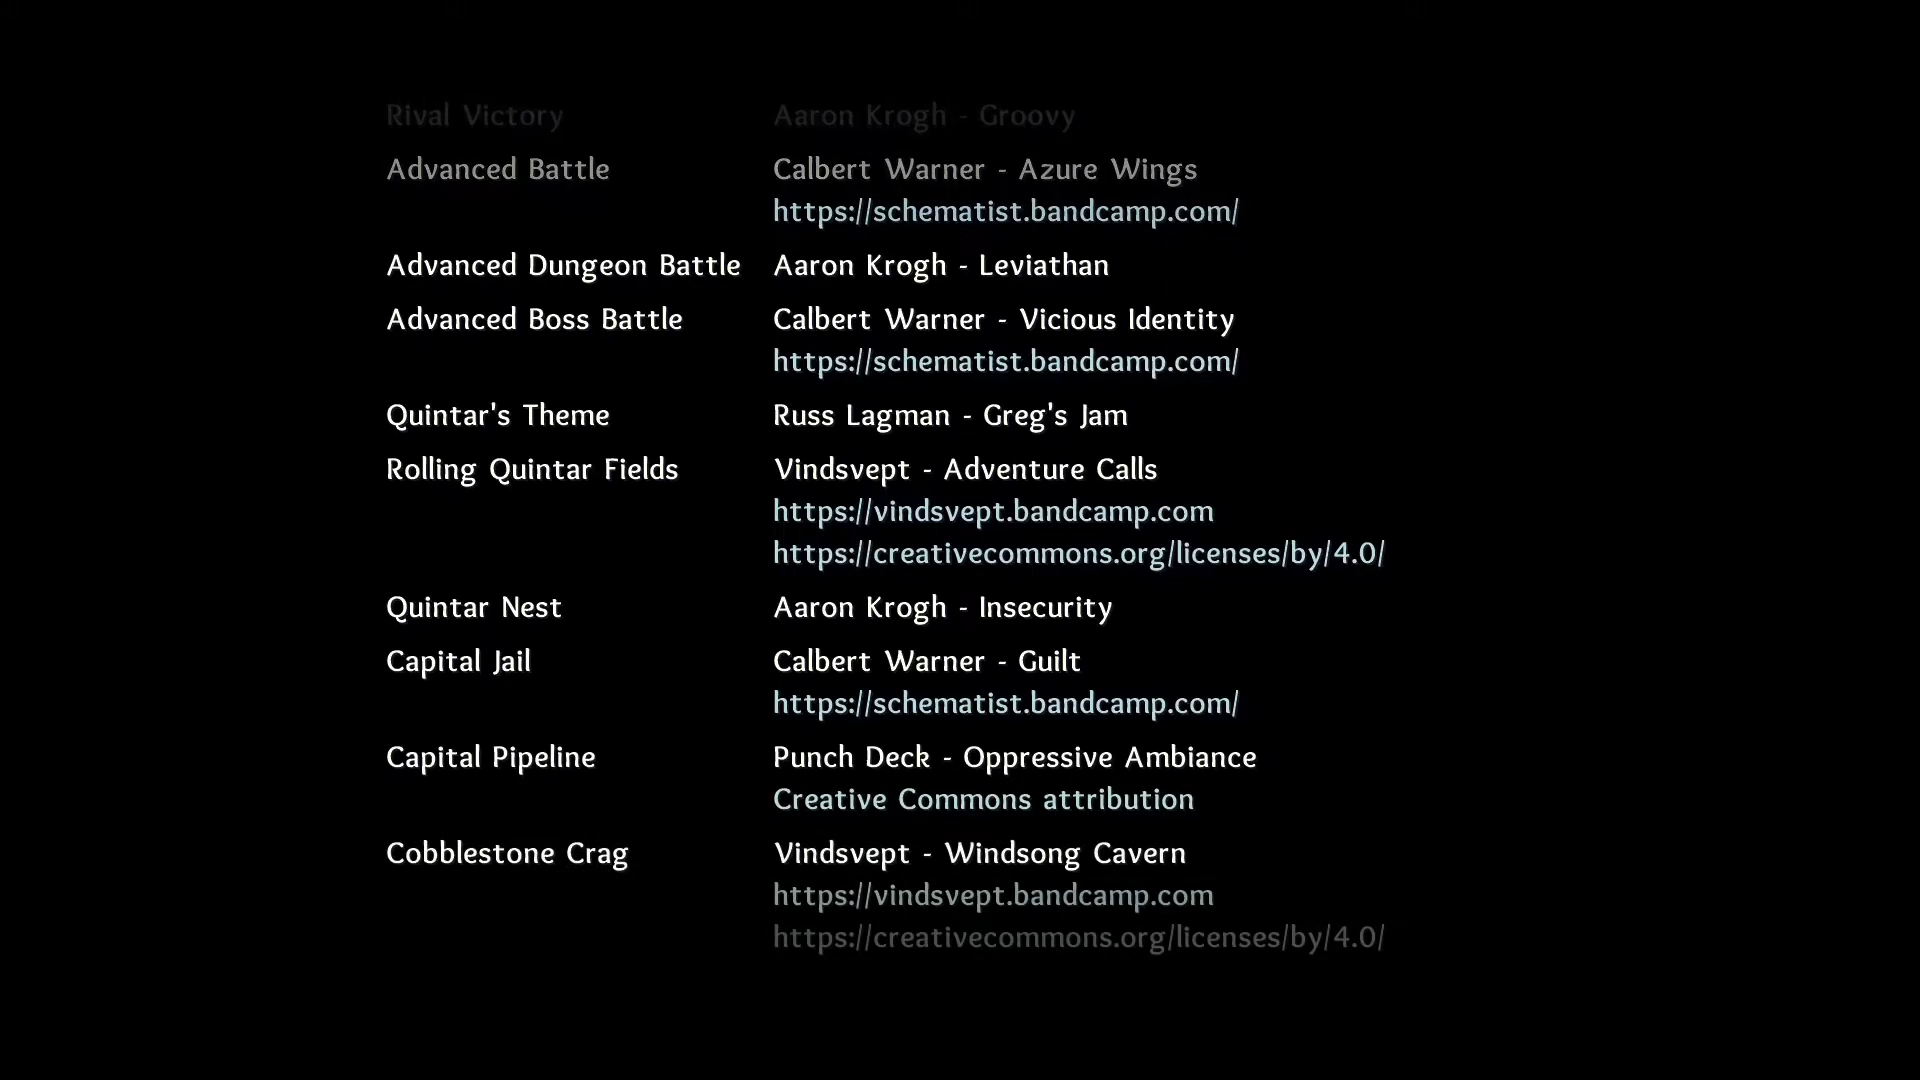 Rival Victory Aaron Krogh - Groovy
Advanced Battle Calbert Warner - Azure Wings
https://schematist.bandcamp.com/
Advanced Dungeon Battle Aaron Krogh - Leviathan
Advanced Boss Battle Calbert Warner - Vicious Identity
https://schematist.bandcamp.com/
Quintar's Theme Russ Lagman - Greg's Jam
Rolling Quintar Fields Vindsvept - Adventure Calls
https://vindsvept.bandcamp.com
https://creativecommons.org/licenses/by/4.0/
Quintar Nest Aaron Krogh - Insecurity
Capital Jail Calbert Warner - Guilt
https://schematist.bandcamp.com/
Capital Pipeline Punch Deck - Oppressive Ambiance
Creative Commons attribution
Cobblestone Crag Vindsvept - Windsong Cavern
https://vindsvept.bandcamp.com
https://creativecommons.org/licenses/by/4.0/